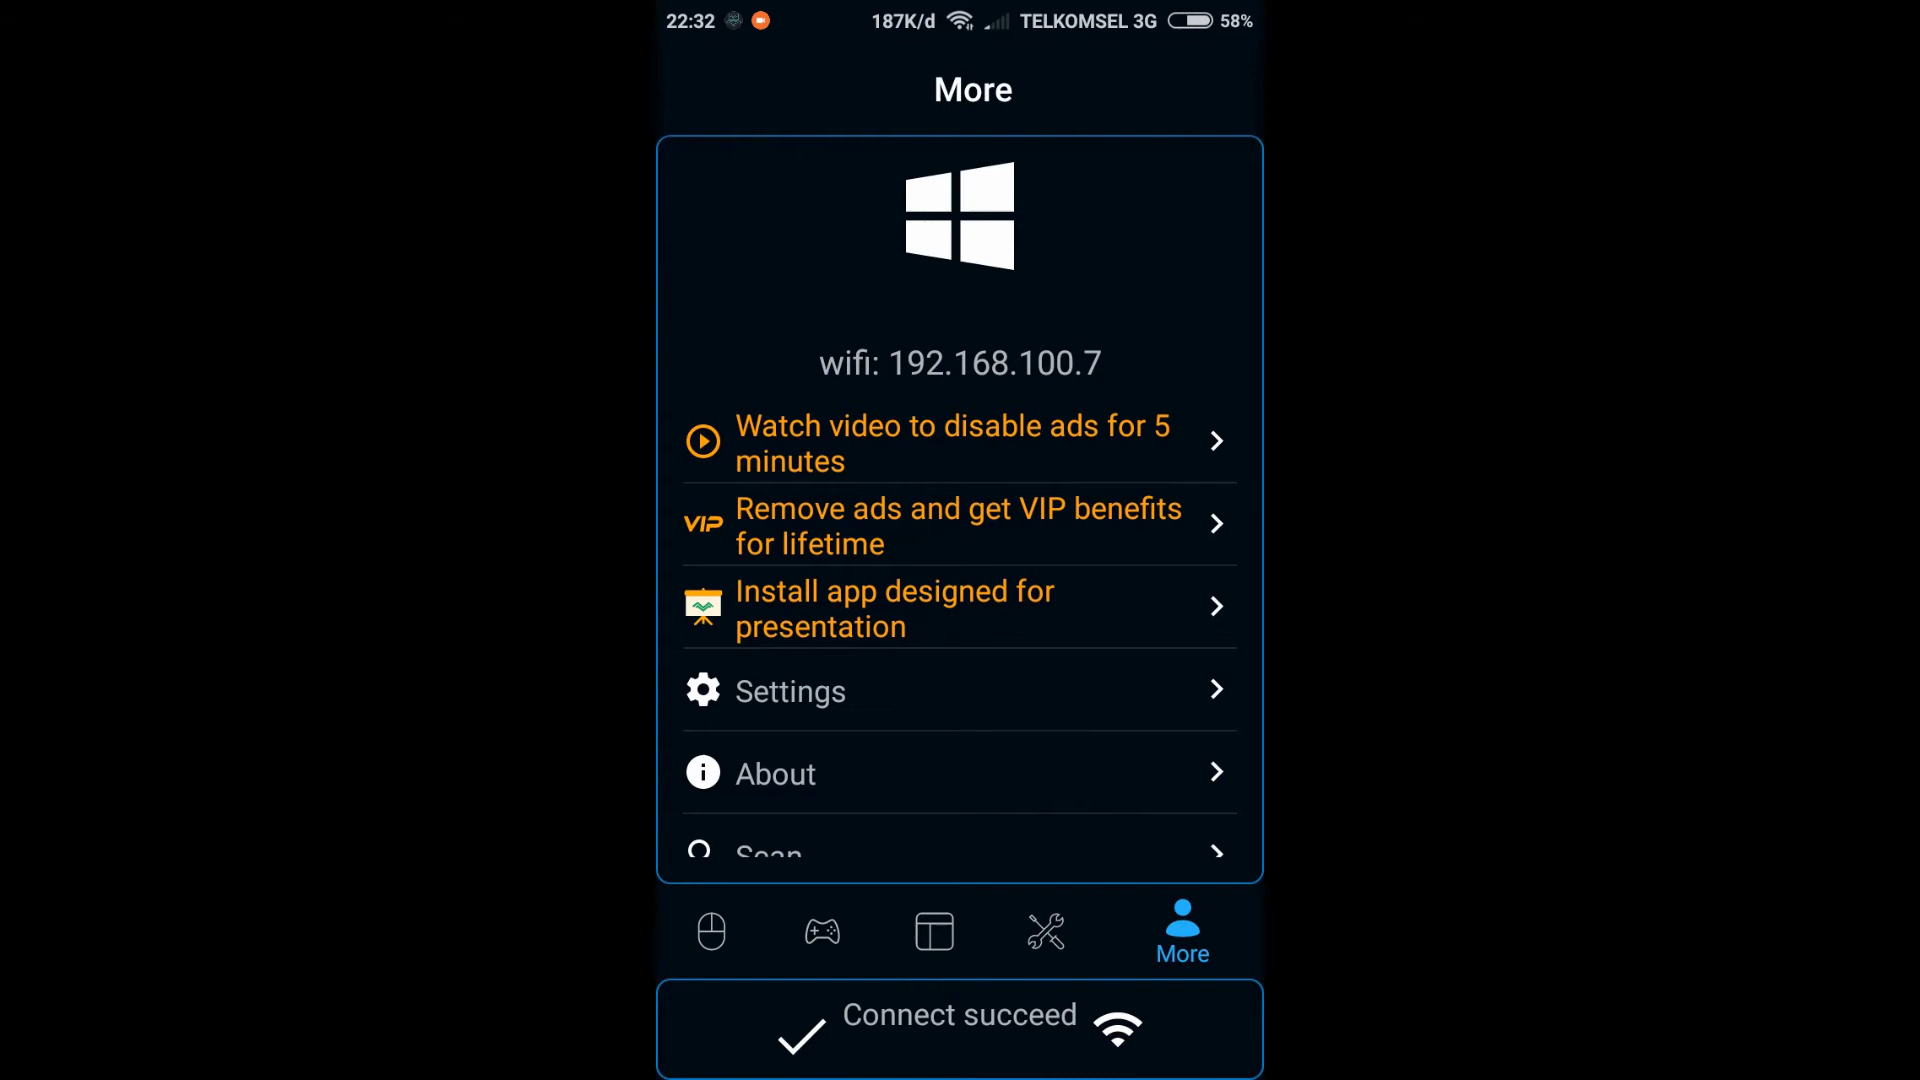 22:32 187K/d TELKOMSEL 3G 58%
More
wifi: 192.168.100.7
Watch video to disable ads for 5
minutes
VIP Remove ads and get VIP benefits
for lifetime
Install app designed for
presentation
Settings
About
Scan
More
Connect succeed